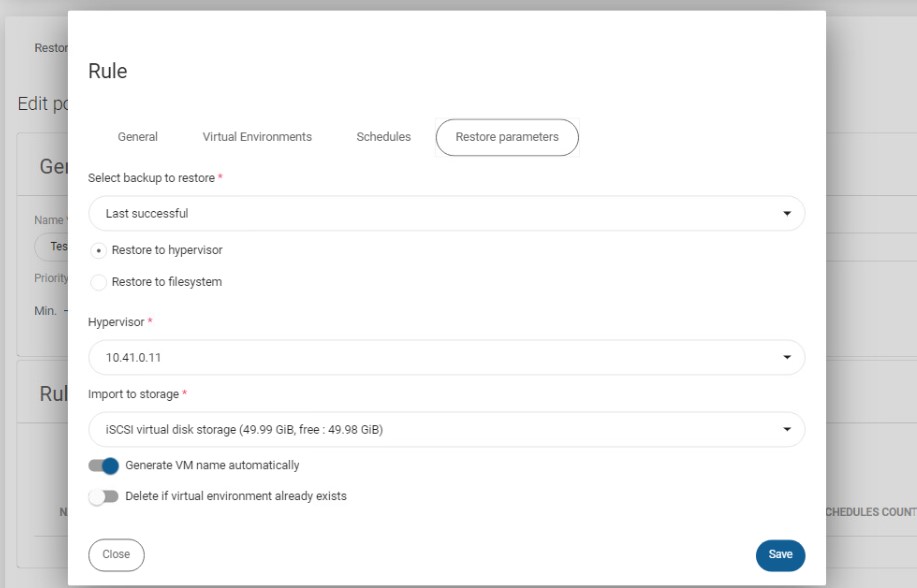 Restor
Rule
Edit po
General Virtual Environments Schedules Restore parameters
Ger
Select backup to restore *
Last successful
Name *
Tes
Restore to hypervisor
Priority
Restore to filesystem
Min.
Hypervisor *
10.41.0.11
Rul
Import to storage *
iSCSI virtual disk storage (49.99 GiB, free : 49.98 GiB)
Generate VM name automatically
Delete if virtual environment already exists
N
CHEDULES COUNT
Close
Save